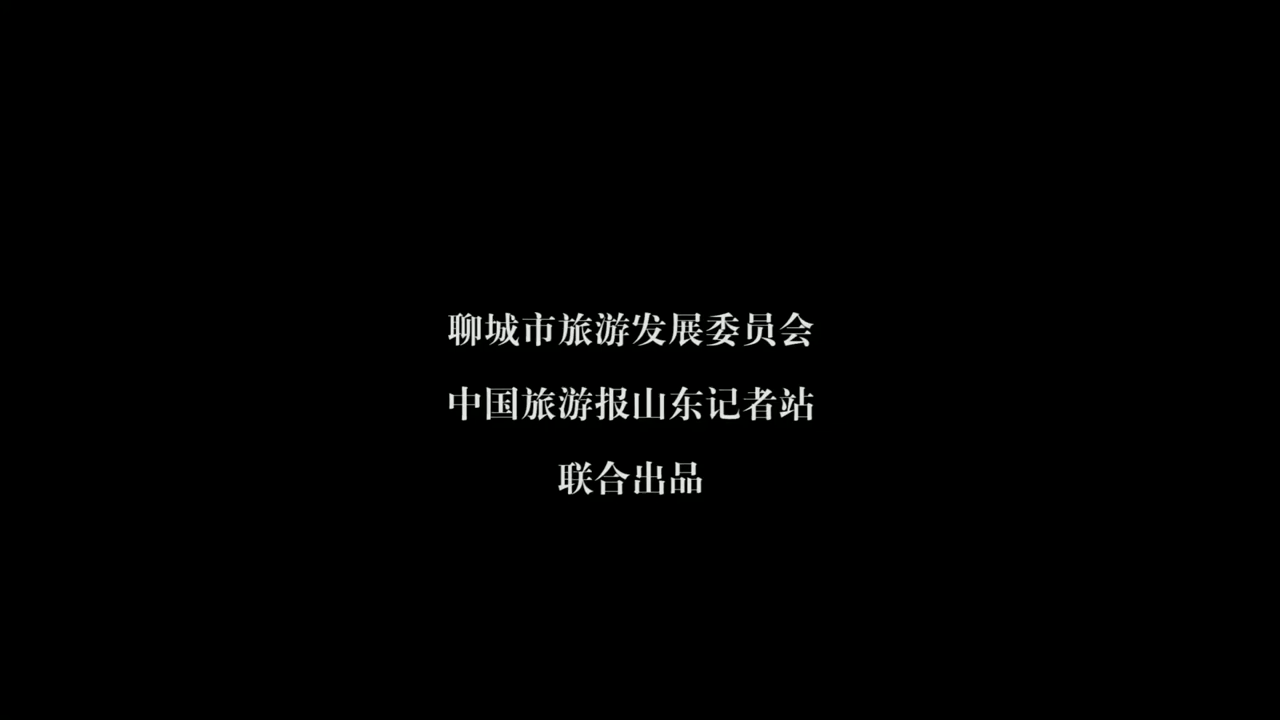 聊城市旅游发展委员会
中国旅游报山东记者站
联合出品